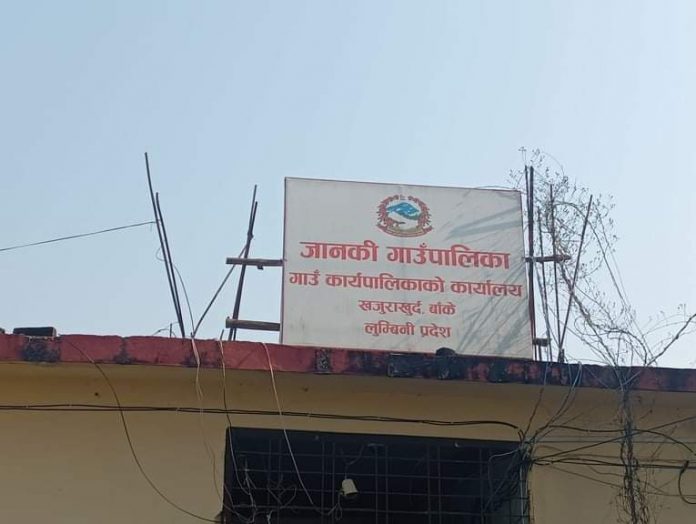 जानकी गाउँपालिका
गाउँ कार्यपालिकाको कार्यालय
खजुराखुर्द, बाँके
लुम्बिनी प्रदेश